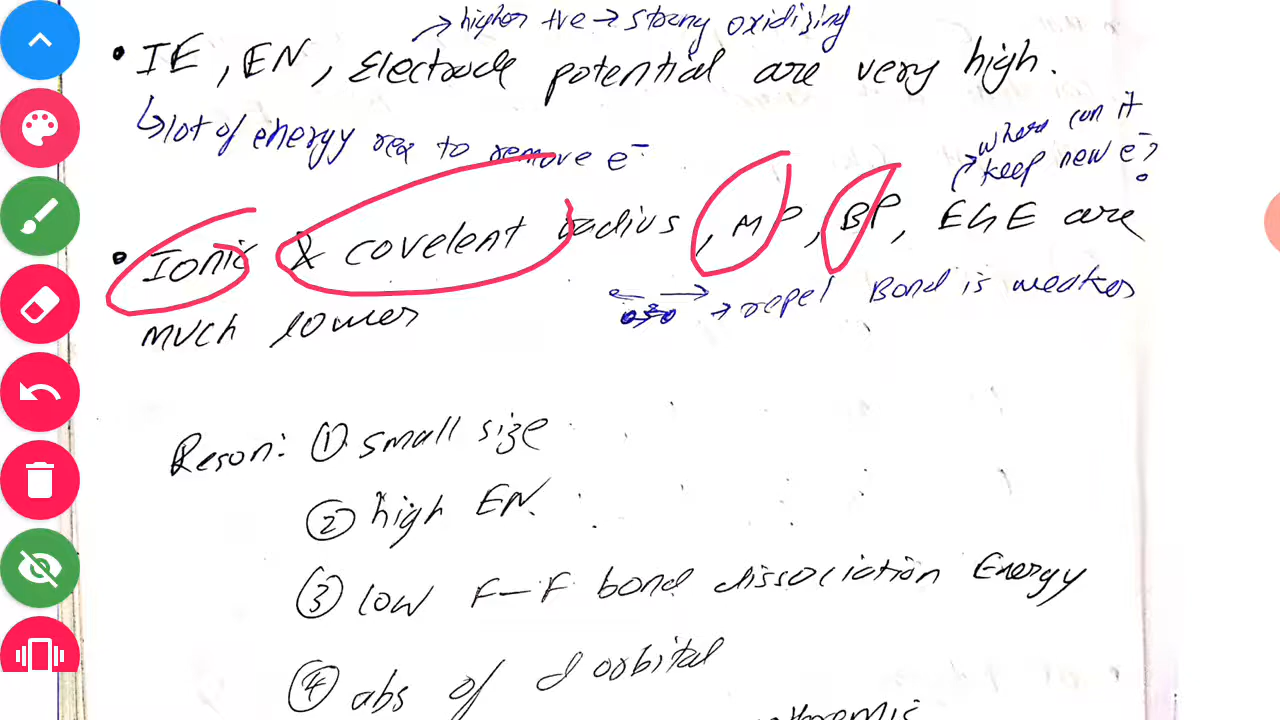 → higher +ve → strong oxidizing
• IE, EN, Electrode potential are very high.
↳ lot of energy req to remove e⁻
where can it
keep new e⁻?
• Ionic & covelent radius, MP, BP, EGE are
→ repel Bond is weaker
much lower
Reson: ① small size
② high EN
③ low F-F bond dissociation Energy
④ abs of d orbital